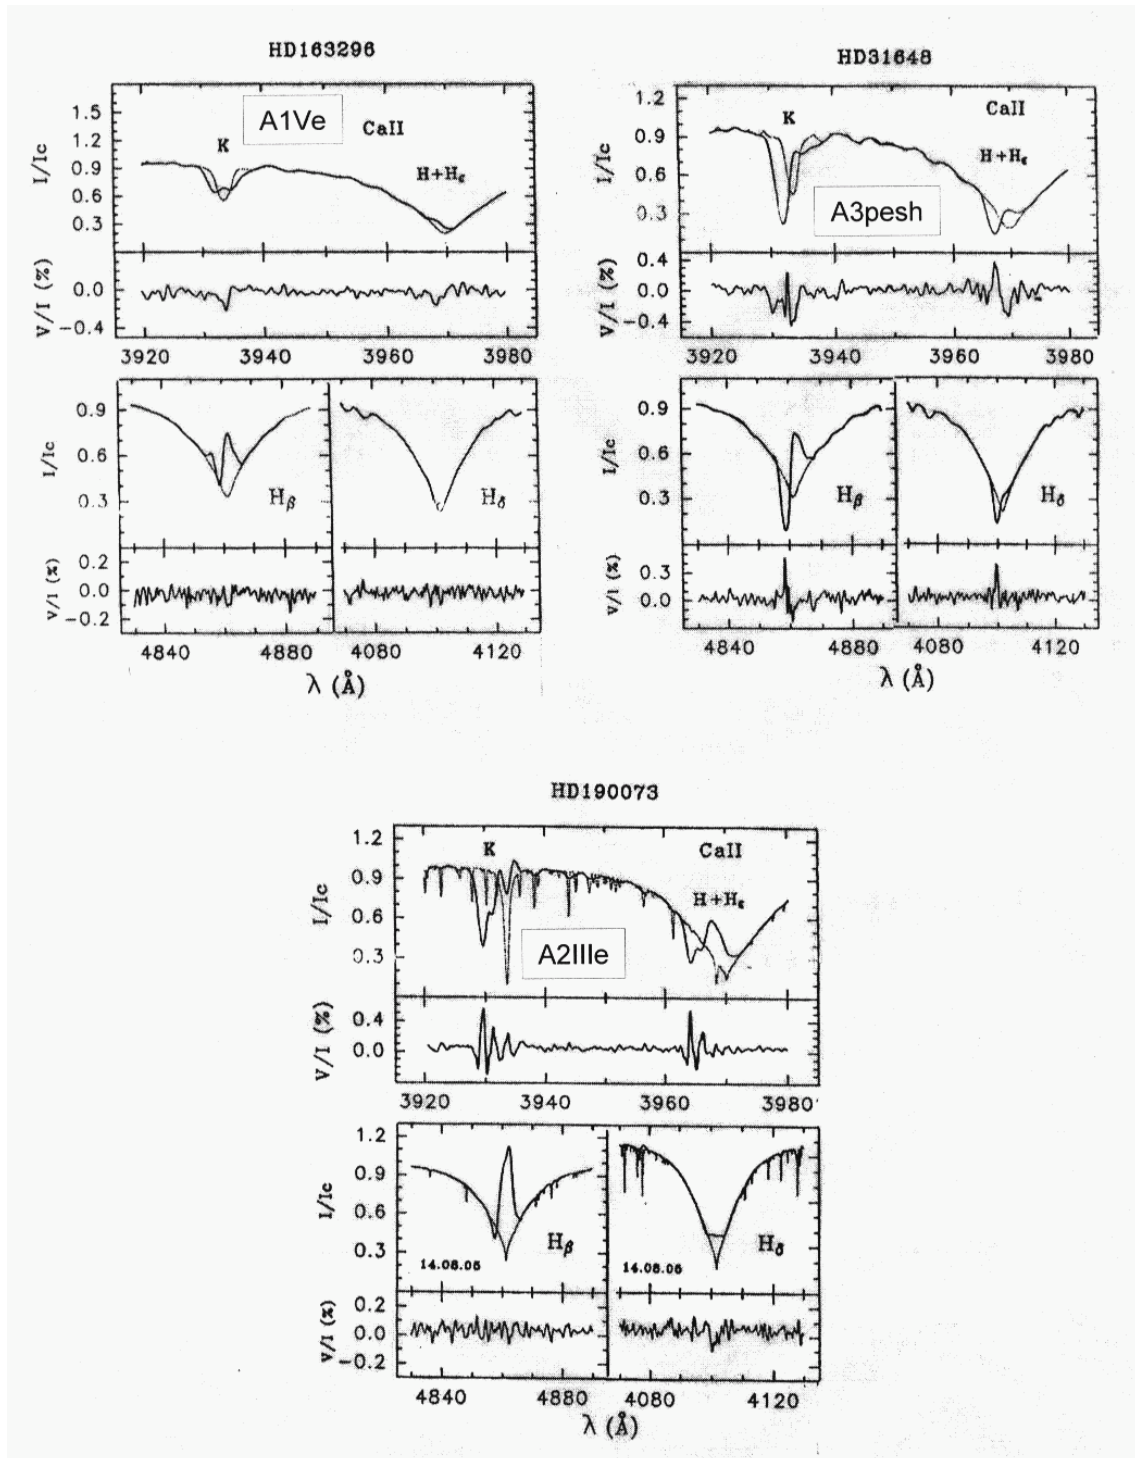 HD163296
A1Ve
CaII
K
H+Hε
I/Ic
1.5
1.2
0.9
0.6
0.3
V/I (%)
0.0
−0.4
3920 3940 3960 3980
I/Ic
0.9
0.6
0.3
Hβ
Hδ
V/I (%)
0.2
0.0
−0.2
4840 4880 4080 4120
λ (Å)
HD31648
CaII
K
H+Hε
A3pesh
I/Ic
1.2
0.9
0.6
0.3
V/I (%)
0.4
0.0
−0.4
3920 3940 3960 3980
I/Ic
0.9
0.6
0.3
Hβ
Hδ
V/I (%)
0.3
0.0
4840 4880 4080 4120
λ (Å)
HD190073
K
CaII
H+Hε
A2IIIe
I/Ic
1.2
0.9
0.6
0.3
V/I (%)
0.4
0.0
3920 3940 3960 3980
I/Ic
1.2
0.9
0.6
0.3
Hβ
Hδ
V/I (%)
0.2
0.0
−0.2
4840 4880 4080 4120
λ (Å)